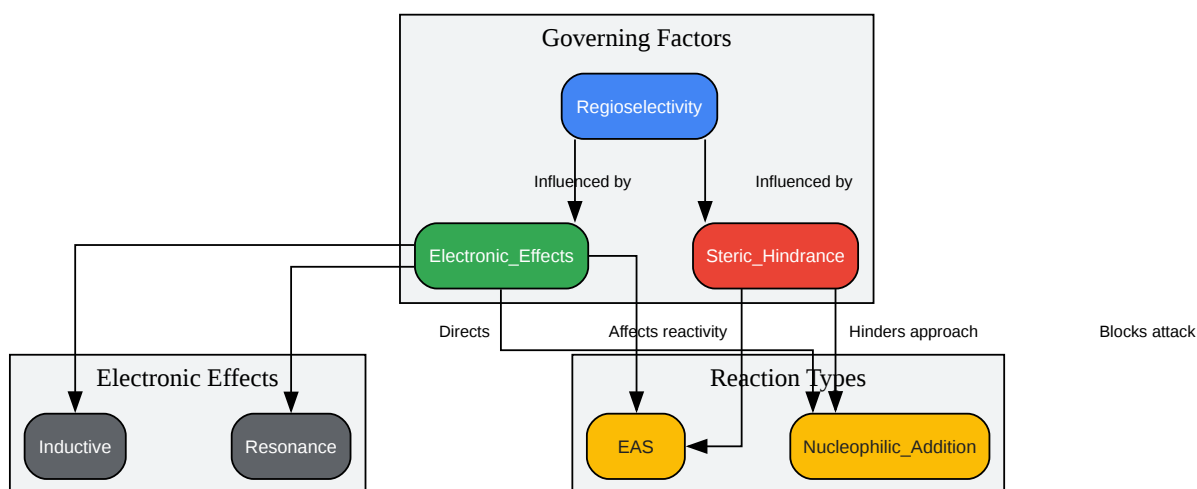 Governing Factors
Regioselectivity
Influenced by
Influenced by
Electronic_Effects
Steric_Hindrance
Directs
Affects reactivity
Hinders approach
Blocks attack
Electronic Effects
Reaction Types
Inductive
Resonance
EAS
Nucleophilic_Addition